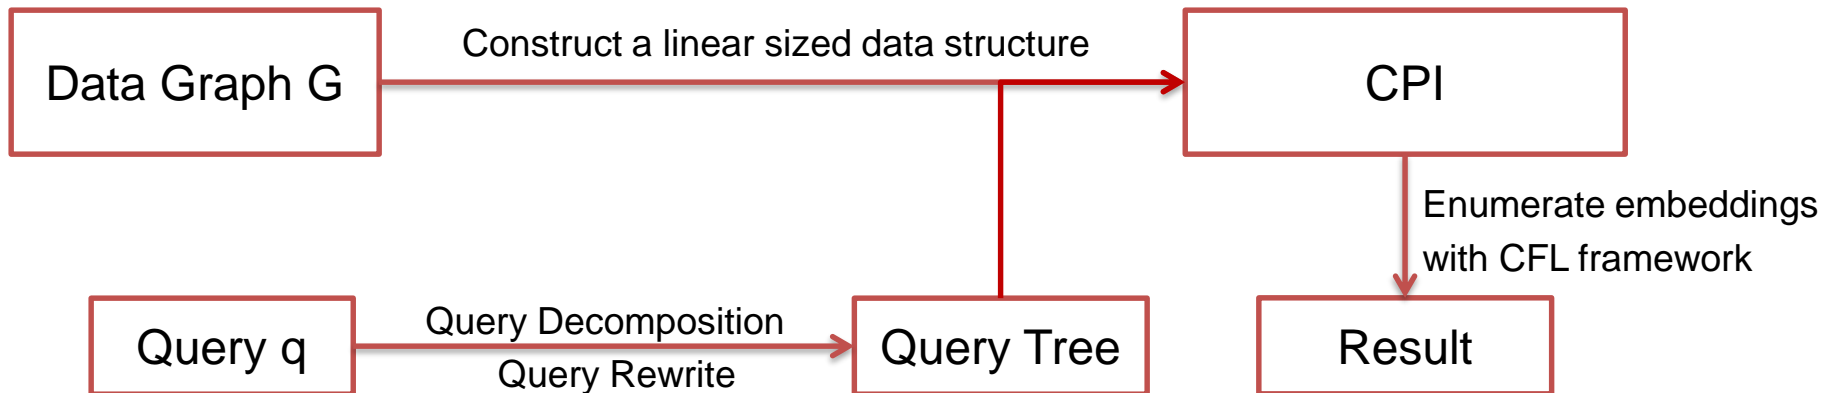 Data Graph G
Construct a linear sized data structure
CPI
Enumerate embeddings
with CFL framework
Query q
Query Decomposition
Query Rewrite
Query Tree
Result